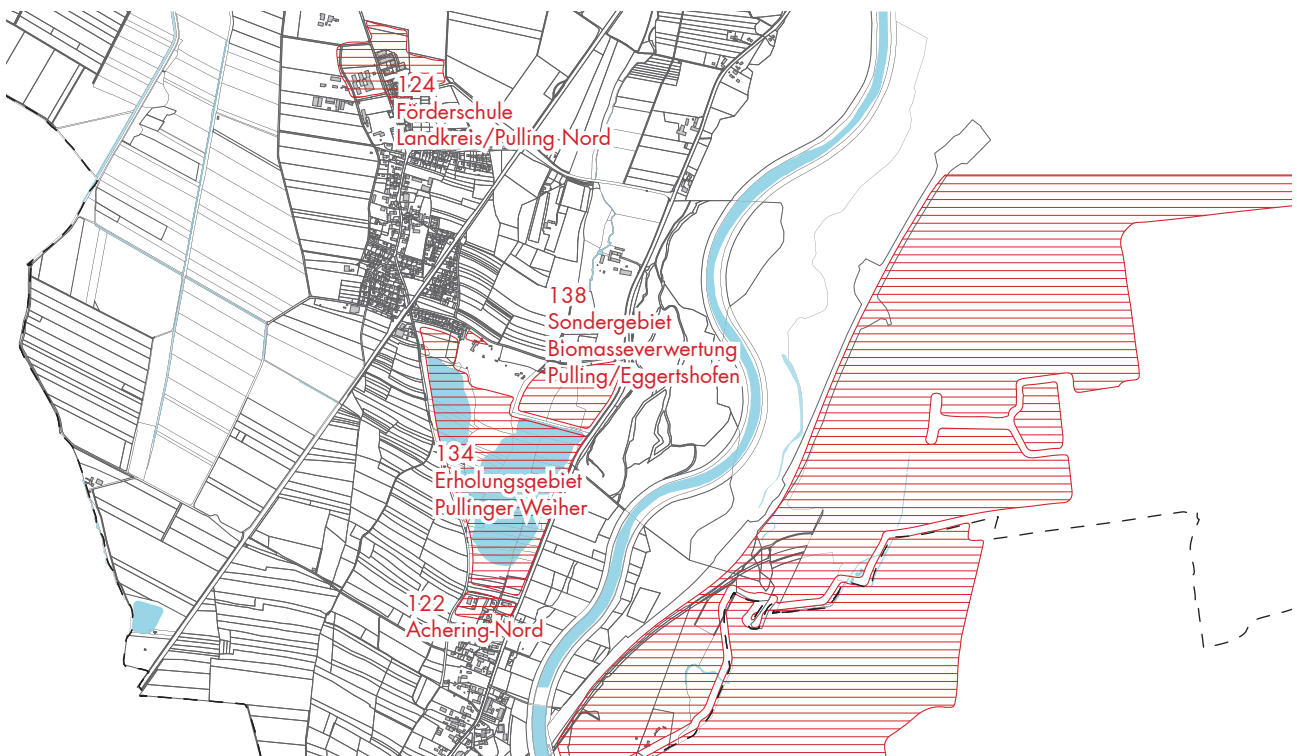 124
Förderschule
Landkreis/Pulling-Nord
138
Sondergebiet
Biomasseverwertung
Pulling/Eggertshofen
134
Erholungsgebiet
Pullinger Weiher
122
Achering-Nord